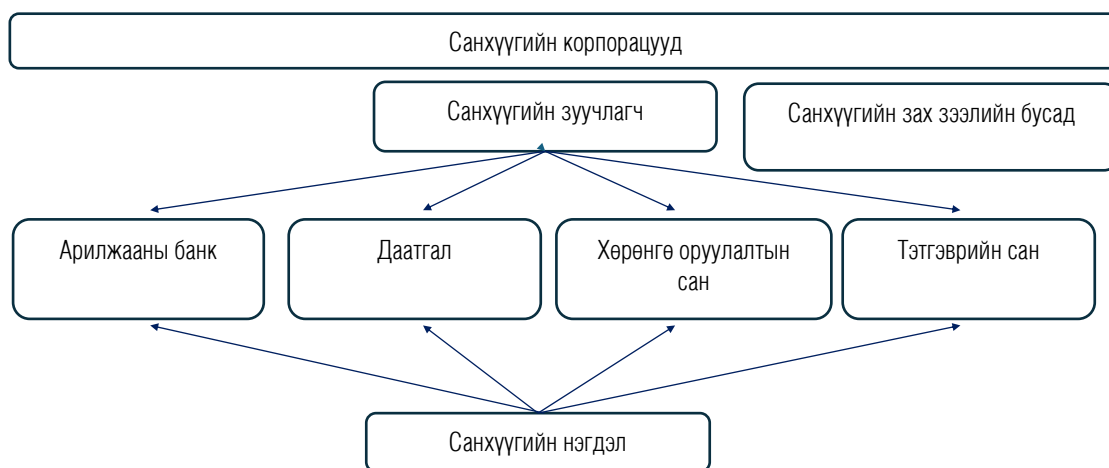 Санхүүгийн корпорацууд
Санхүүгийн зуучлагч
Санхүүгийн зах зээлийн бусад
Арилжааны банк
Даатгал
Хөрөнгө оруулалтын
сан
Тэтгэврийн сан
Санхүүгийн нэгдэл